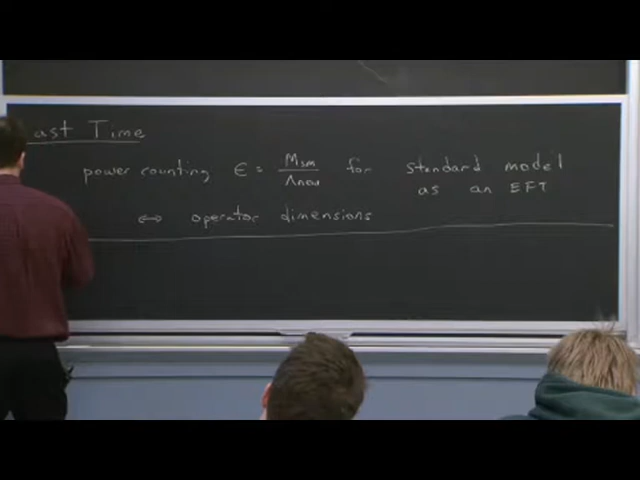 ast Time
power counting ε = M_SM / Λ_new for standard model
as an EFT
↔ operator dimensions